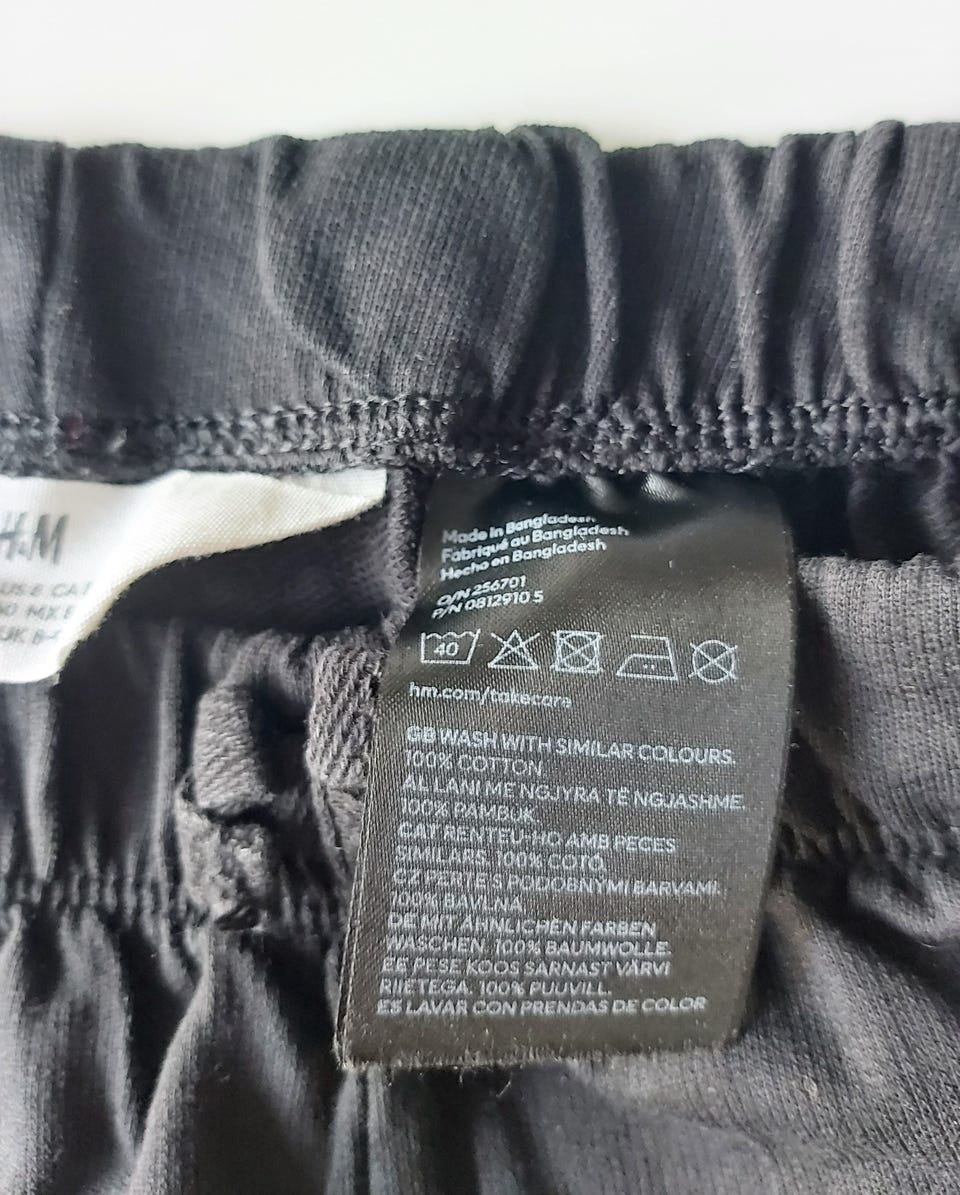 H&M
Made in Bangladesh
Fabriqué au Bangladesh
Hecho en Bangladesh
O/N 256701
P/N 0812910 5
40
hm.com/takecare
GB WASH WITH SIMILAR COLOURS.
100% COTTON
AL LANI ME NGJYRA TË NGJASHME.
100% PAMBUK
CAT RENTEU-HO AMB PECES
SIMILARS. 100% COTÓ
CZ PERTE S PODOBNÝMI BARVAMI.
100% BAVLNA
DE MIT ÄHNLICHEN FARBEN
WASCHEN. 100% BAUMWOLLE.
EE PESE KOOS SARNAST VÄRVI
RIIETEGA. 100% PUUVILL.
ES LAVAR CON PRENDAS DE COLOR